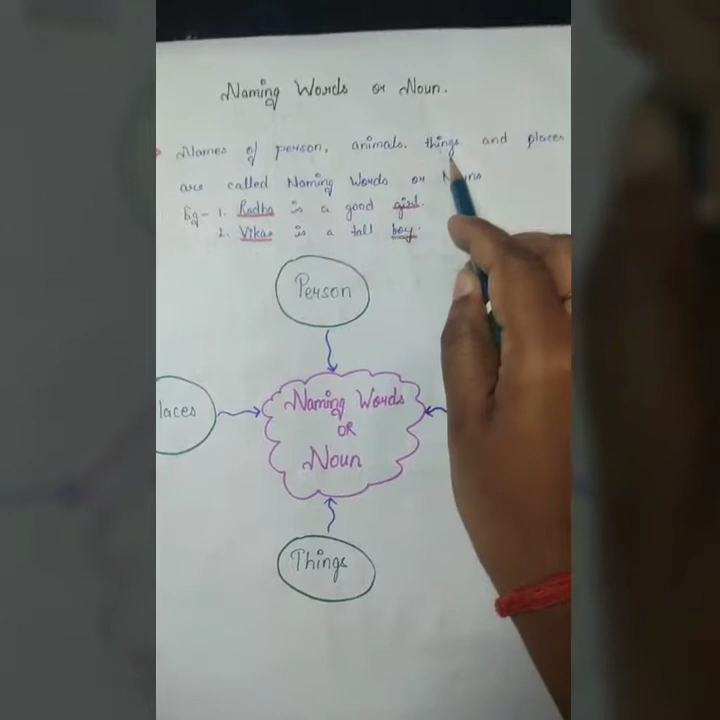 Naming Words or Noun.
Names of person, animals. things and places
are called Naming Words or
Eg- 1. Radha is a good girl.
2. Vikas is a tall boy.
Person
laces
Naming Words
OR
Noun
Things